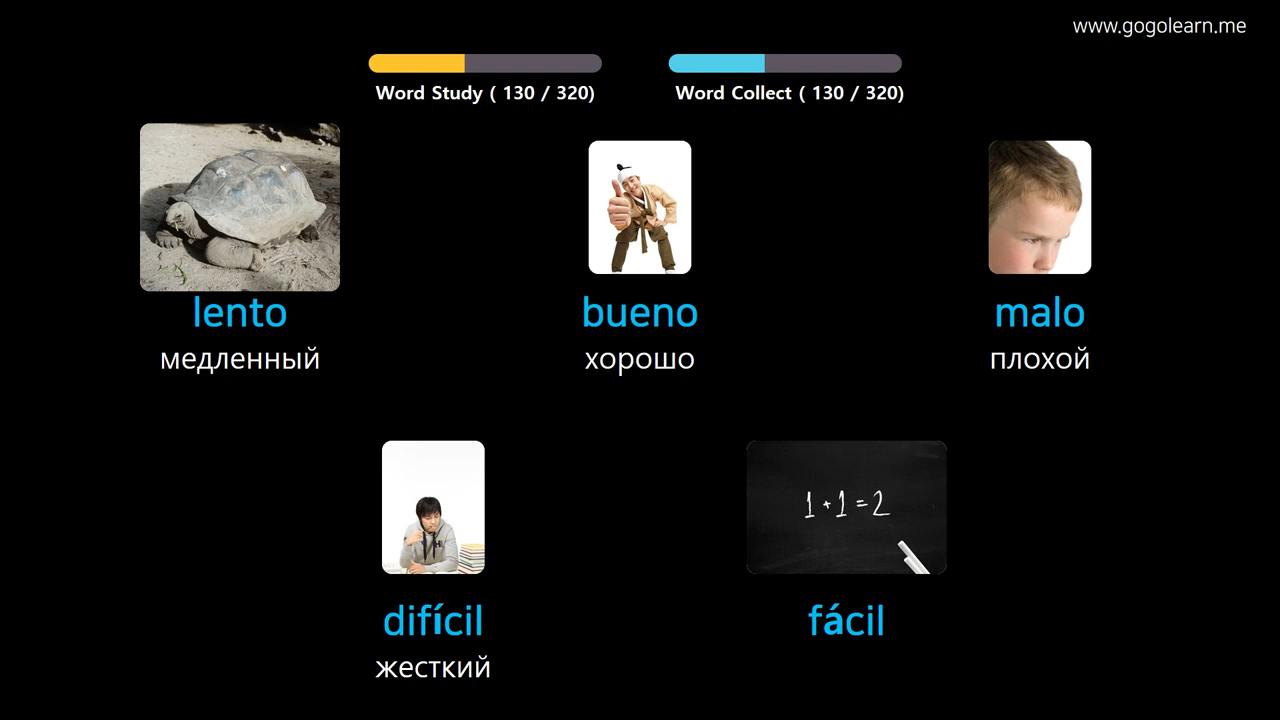 www.gogolearn.me
Word Study ( 130 / 320)
Word Collect ( 130 / 320)
lento
медленный
bueno
хорошо
malo
плохой
1 + 1 = 2
difícil
жесткий
fácil